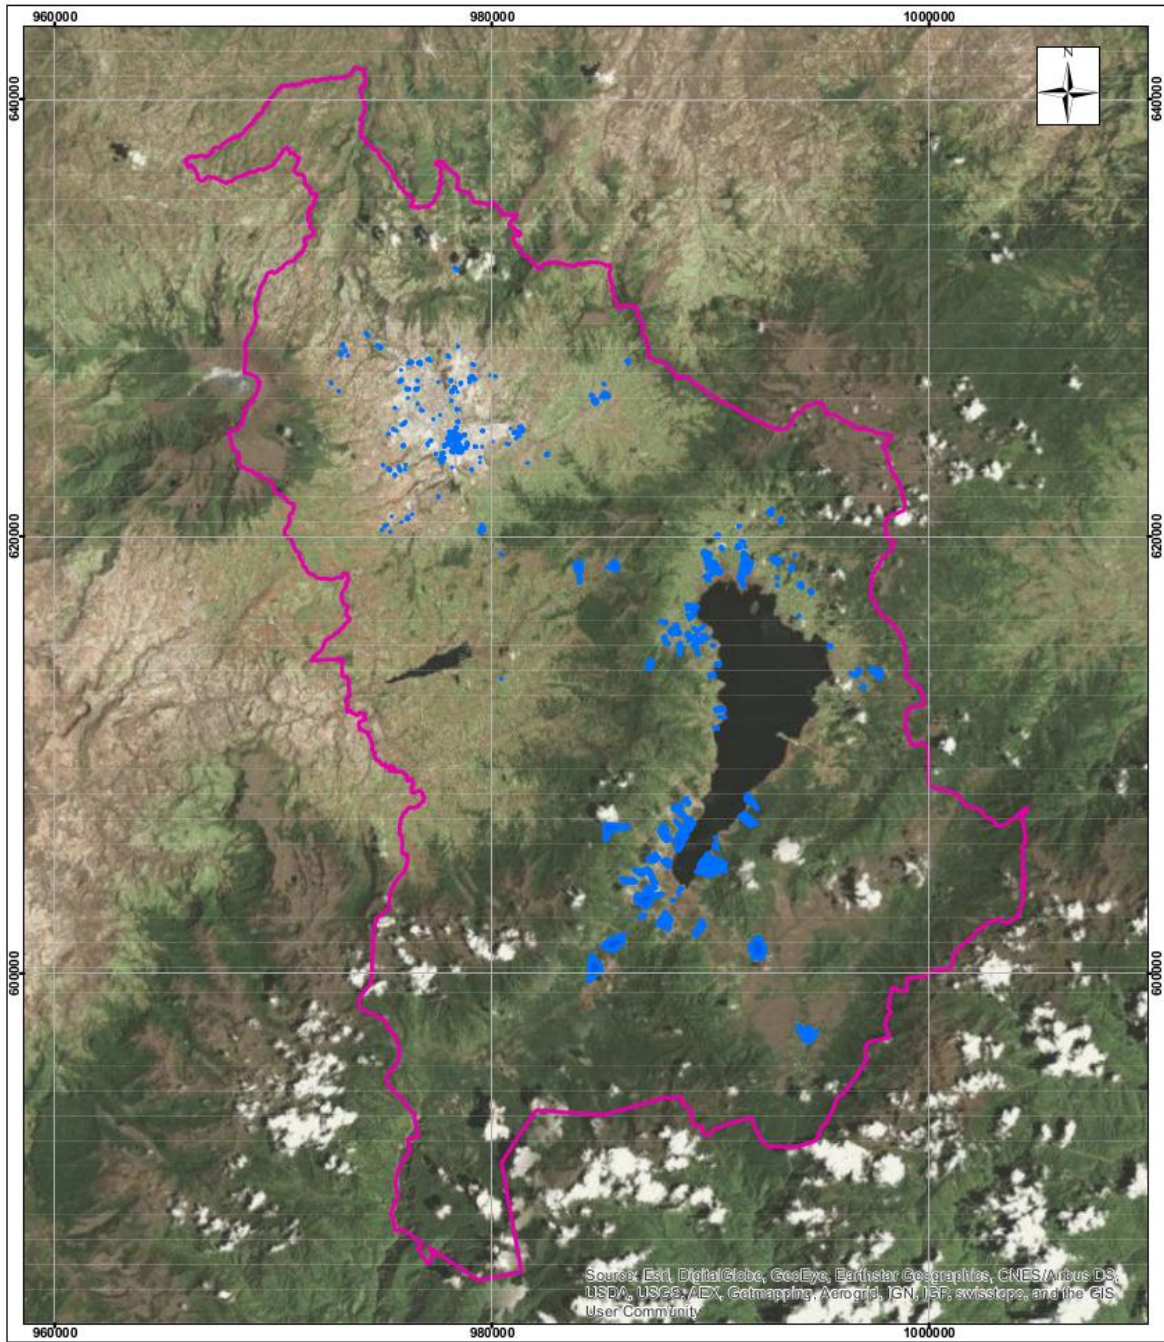 960000 980000 1000000
N
640000 640000
620000 620000
600000 600000
Source: Esri, DigitalGlobe, GeoEye, Earthstar Geographics, CNES/Airbus DS,
USDA, USGS, AEX, Getmapping, Aerogrid, IGN, IGP, swisstopo, and the GIS
User Community
960000 980000 1000000